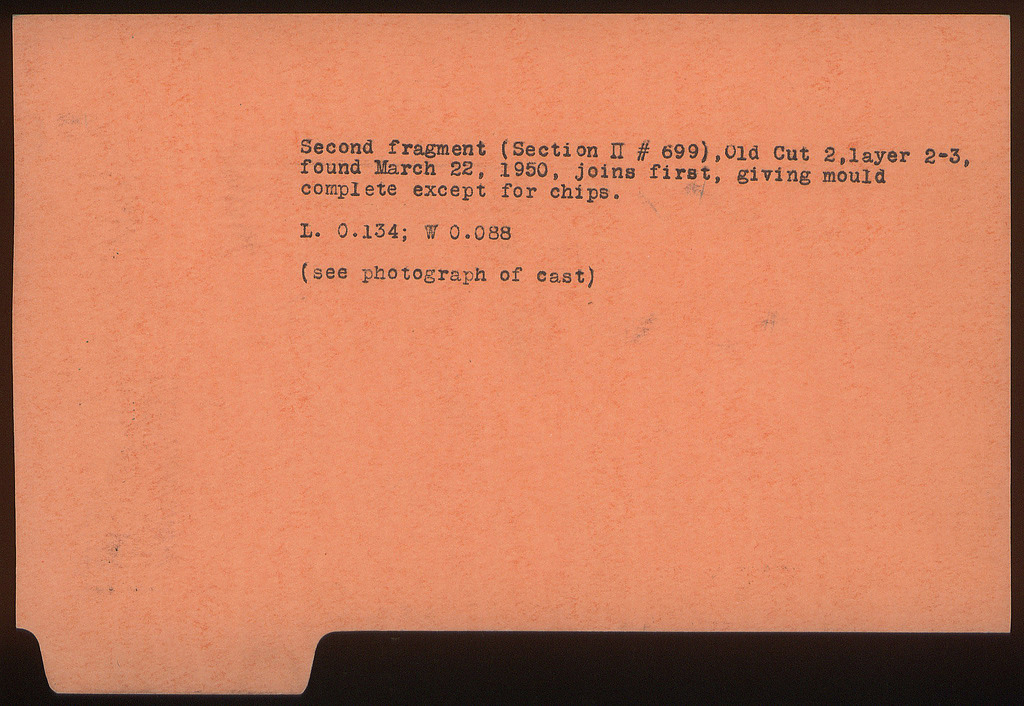 Second fragment (Section II # 699),Old Cut 2,layer 2-3,
found March 22, 1950, joins first, giving mould
complete except for chips.
L. 0.134; W 0.088
(see photograph of cast)